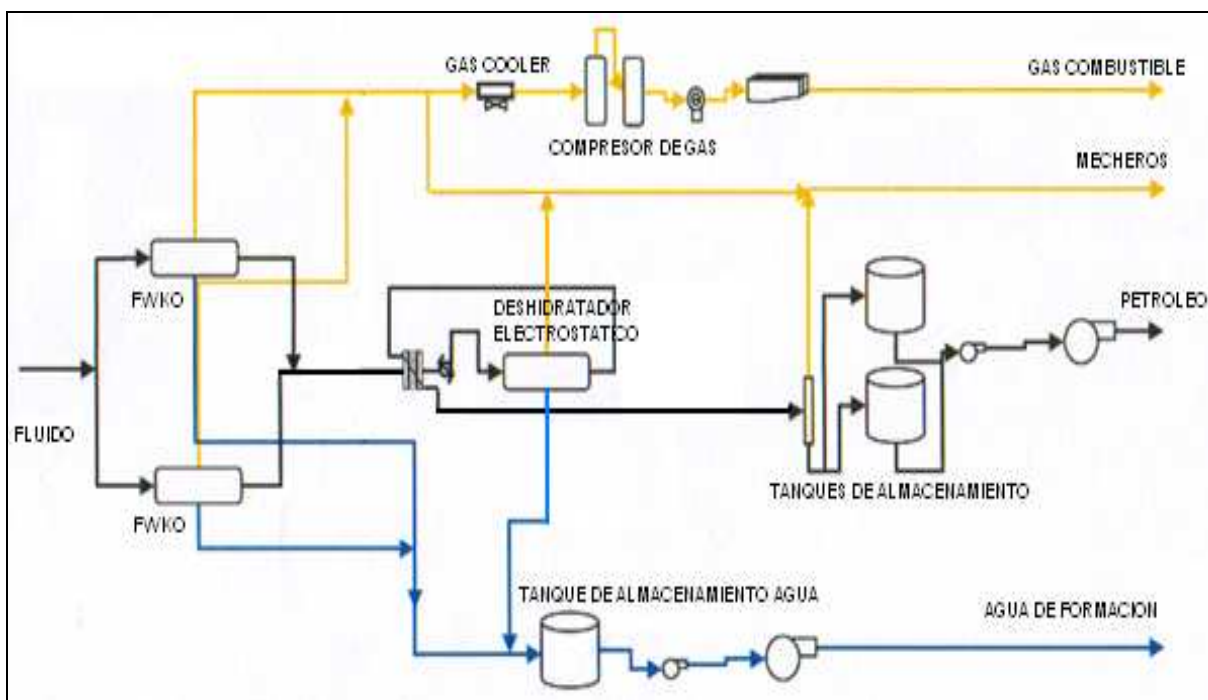 GAS COOLER
GAS COMBUSTIBLE
COMPRESOR DE GAS
MECHEROS
FWKO
DESHIDRATADOR
ELECTROSTATICO
PETROLEO
FLUIDO
TANQUES DE ALMACENAMIENTO
FWKO
TANQUE DE ALMACENAMIENTO AGUA
AGUA DE FORMACION